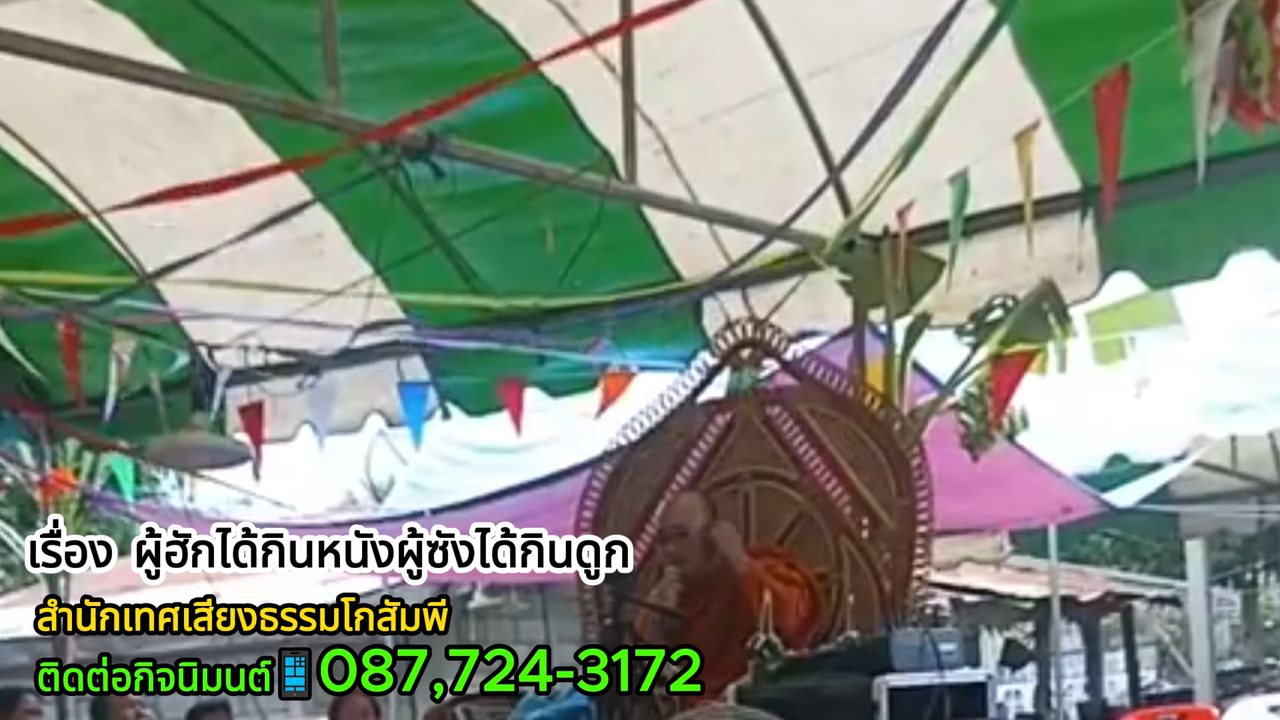 เรื่อง ผู้ฮักได้กินหนังผู้ซังได้กินดูก
สำนักเทศเสียงธรรมโกสัมพี
ติดต่อกิจนิมนต์📱087,724-3172